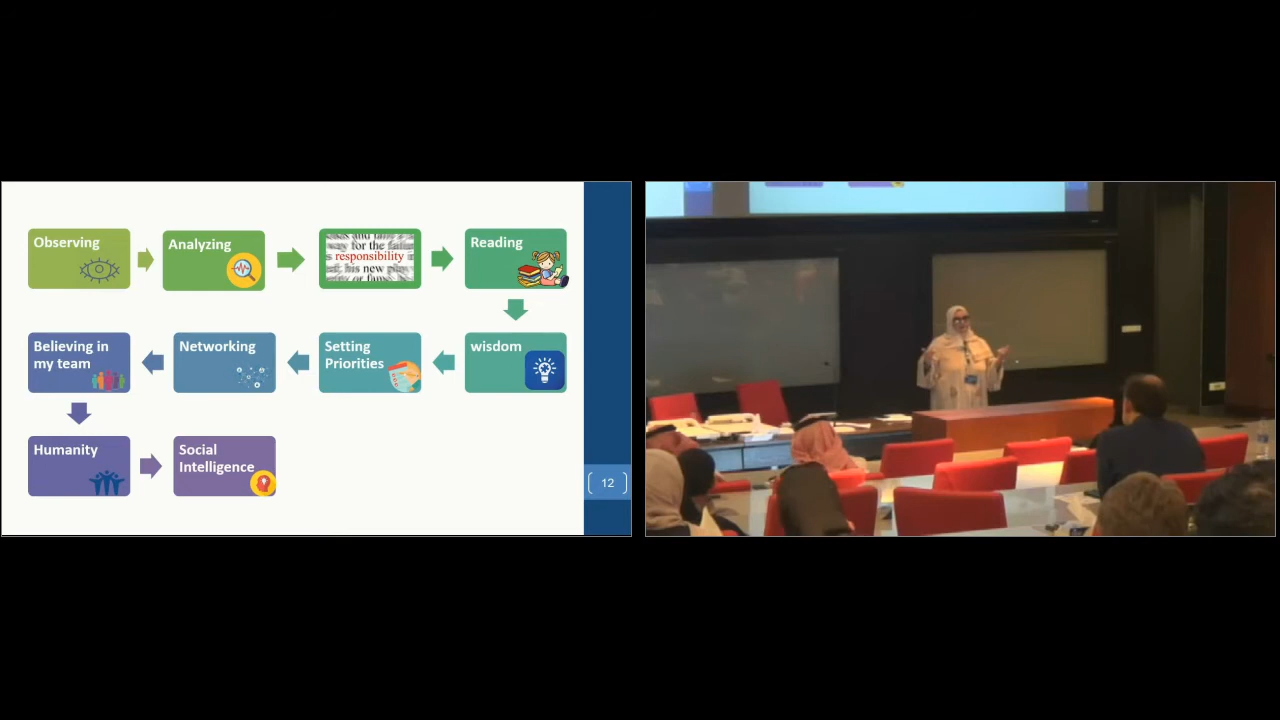 Observing
Analyzing
way for the
responsibility
his new
Reading
wisdom
Setting
Priorities
Networking
Believing in
my team
Humanity
Social
Intelligence
12